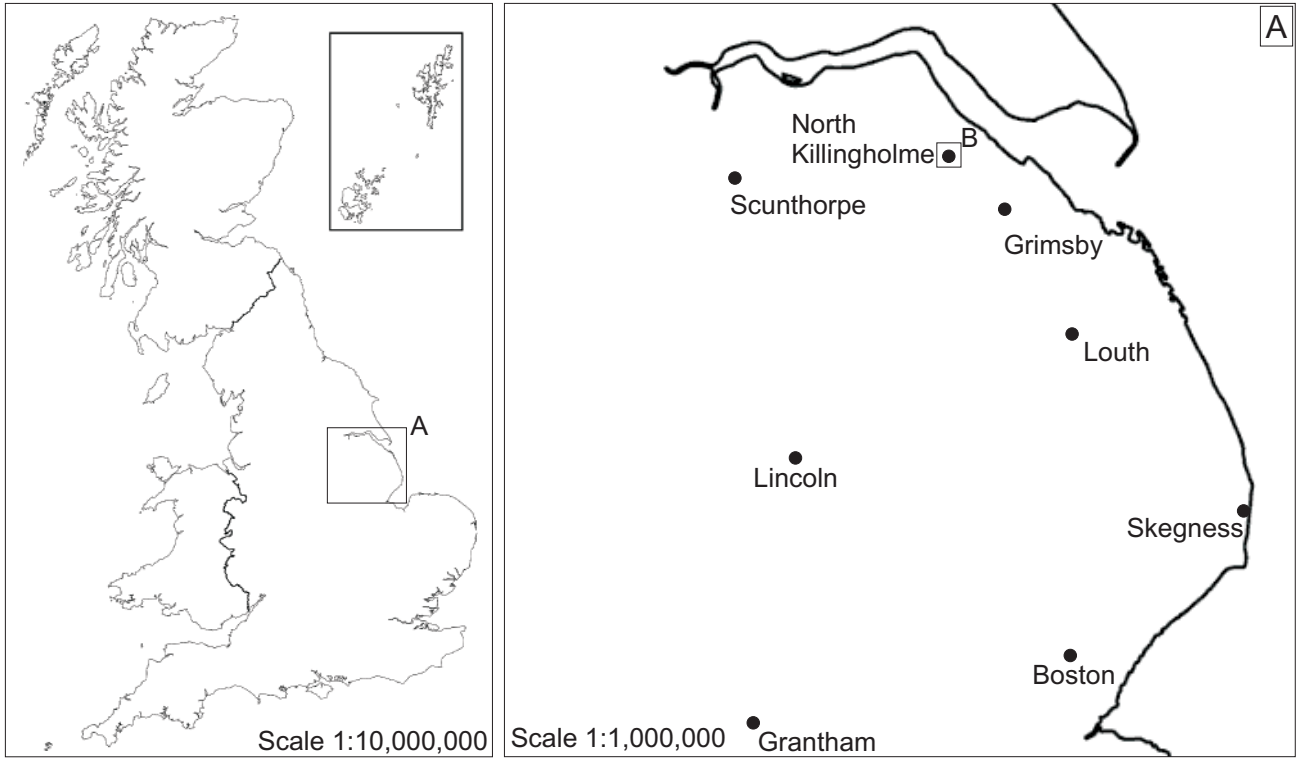 A
Scale 1:10,000,000
A
North
Killingholme
B
Scunthorpe
Grimsby
Louth
Lincoln
Skegness
Boston
Grantham
Scale 1:1,000,000